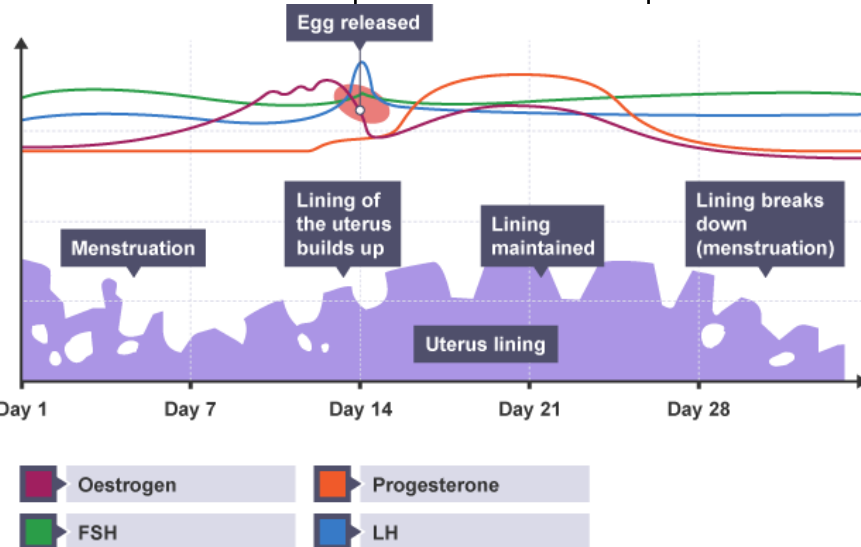 Egg released
Lining of
the uterus
builds up
Lining
maintained
Lining breaks
down
(menstruation)
Menstruation
Uterus lining
Day 1
Day 7
Day 14
Day 21
Day 28
Oestrogen
Progesterone
FSH
LH